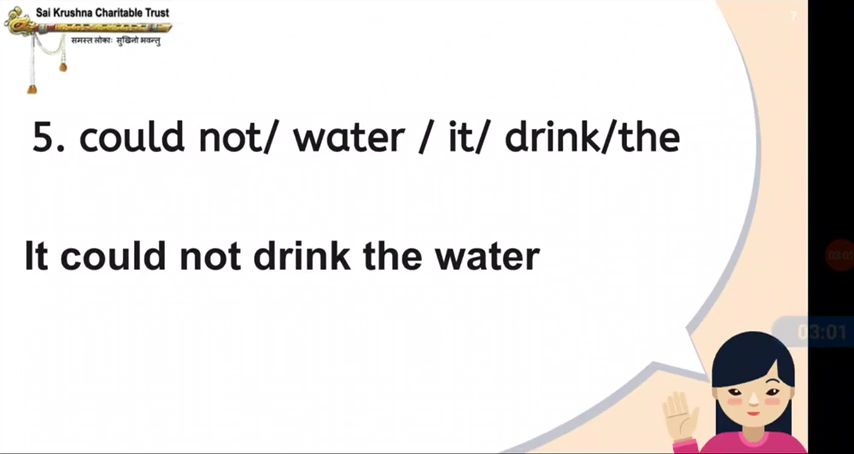 Sai Krushna Charitable Trust
समस्त लोकाः सुखिनो भवन्तु
7
5. could not/ water / it/ drink/the
It could not drink the water
03:01